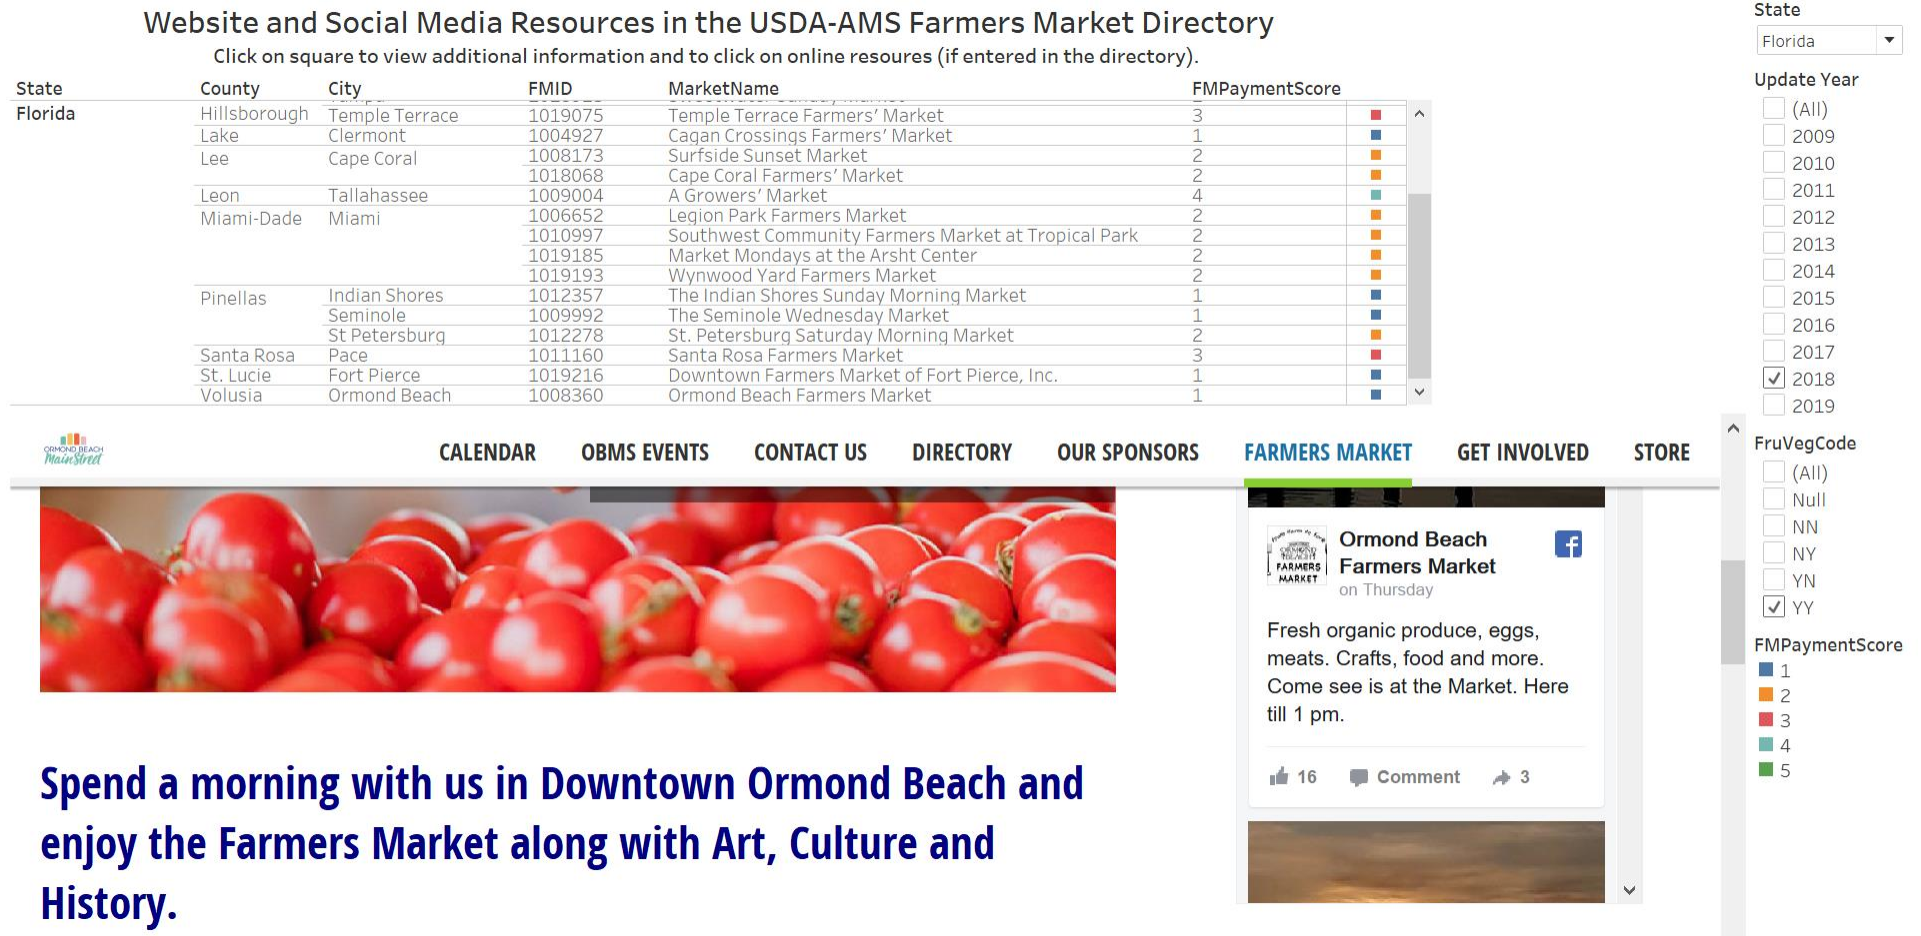 Website and Social Media Resources in the USDA-AMS Farmers Market Directory
Click on square to view additional information and to click on online resoures (if entered in the directory).
State County City FMID MarketName FMPaymentScore
Florida Hillsborough Temple Terrace 1019075 Temple Terrace Farmers’ Market 3
Lake Clermont 1004927 Cagan Crossings Farmers’ Market 1
Lee Cape Coral 1008173 Surfside Sunset Market 2
1018068 Cape Coral Farmers’ Market 2
Leon Tallahassee 1009004 A Growers’ Market 4
Miami-Dade Miami 1006652 Legion Park Farmers Market 2
1010997 Southwest Community Farmers Market at Tropical Park 2
1019185 Market Mondays at the Arsht Center 2
1019193 Wynwood Yard Farmers Market 2
Pinellas Indian Shores 1012357 The Indian Shores Sunday Morning Market 1
Seminole 1009992 The Seminole Wednesday Market 1
St Petersburg 1012278 St. Petersburg Saturday Morning Market 2
Santa Rosa Pace 1011160 Santa Rosa Farmers Market 3
St. Lucie Fort Pierce 1019216 Downtown Farmers Market of Fort Pierce, Inc. 1
Volusia Ormond Beach 1008360 Ormond Beach Farmers Market 1
State
Florida
Update Year
(All)
2009
2010
2011
2012
2013
2014
2015
2016
2017
2018
2019
FruVegCode
(All)
Null
NN
NY
YN
YY
FMPaymentScore
1
2
3
4
5
ORMOND BEACH
MainStreet
CALENDAR OBMS EVENTS CONTACT US DIRECTORY OUR SPONSORS FARMERS MARKET GET INVOLVED STORE
Spend a morning with us in Downtown Ormond Beach and
enjoy the Farmers Market along with Art, Culture and
History.
ORMOND
BEACH
FARMERS
MARKET
Ormond Beach
Farmers Market
on Thursday
Fresh organic produce, eggs,
meats. Crafts, food and more.
Come see is at the Market. Here
till 1 pm.
16 Comment 3